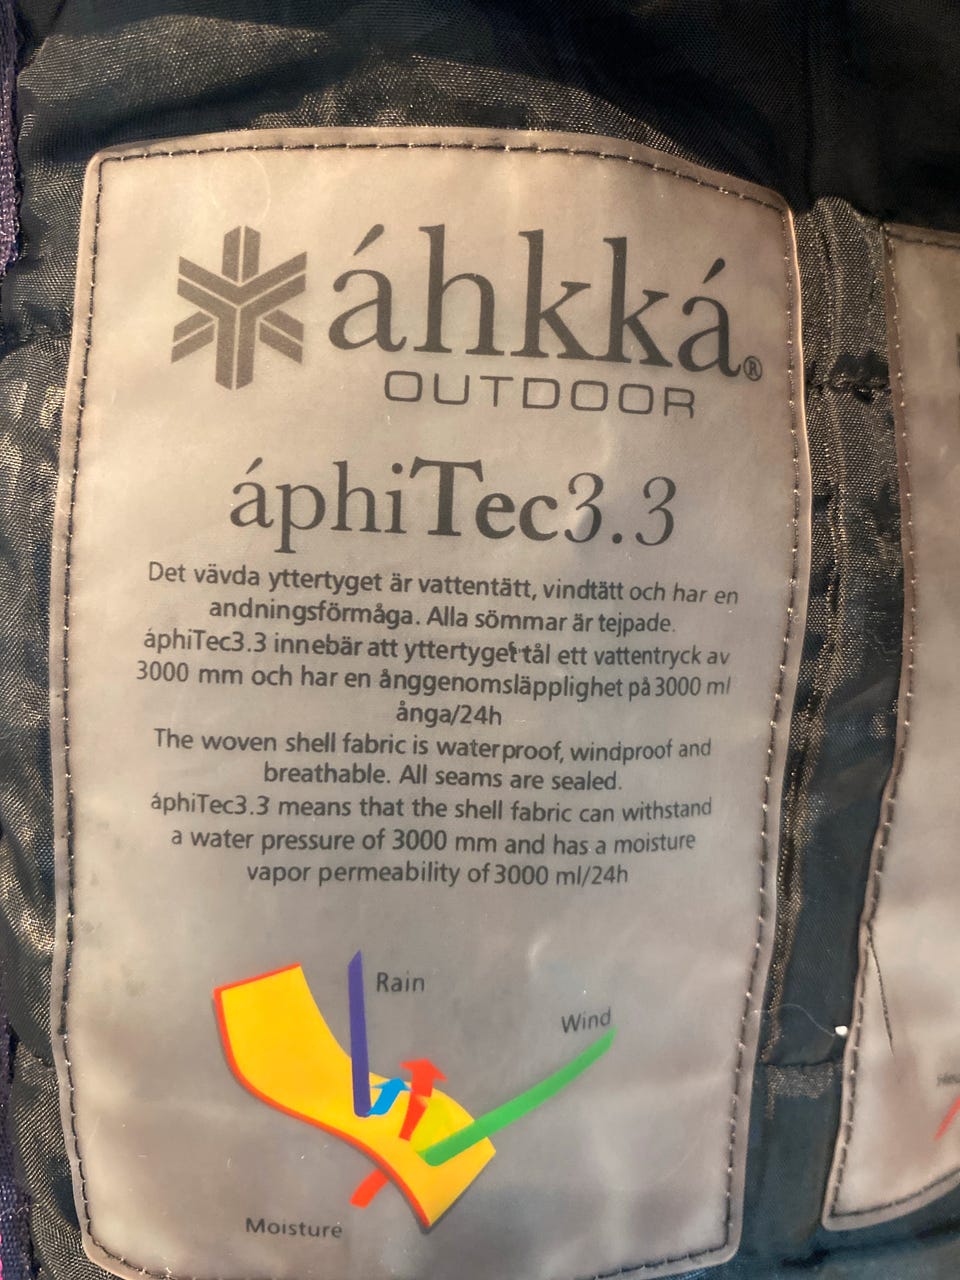 áhkká®
OUTDOOR
áphiTec3.3
Det vävda yttertyget är vattentätt, vindtätt och har en
andningsförmåga. Alla sömmar är tejpade.
áphiTec3.3 innebär att yttertyget tål ett vattentryck av
3000 mm och har en ånggenomsläpplighet på 3000 ml
ånga/24h
The woven shell fabric is waterproof, windproof and
breathable. All seams are sealed.
áphiTec3.3 means that the shell fabric can withstand
a water pressure of 3000 mm and has a moisture
vapor permeability of 3000 ml/24h
Rain
Wind
Moisture